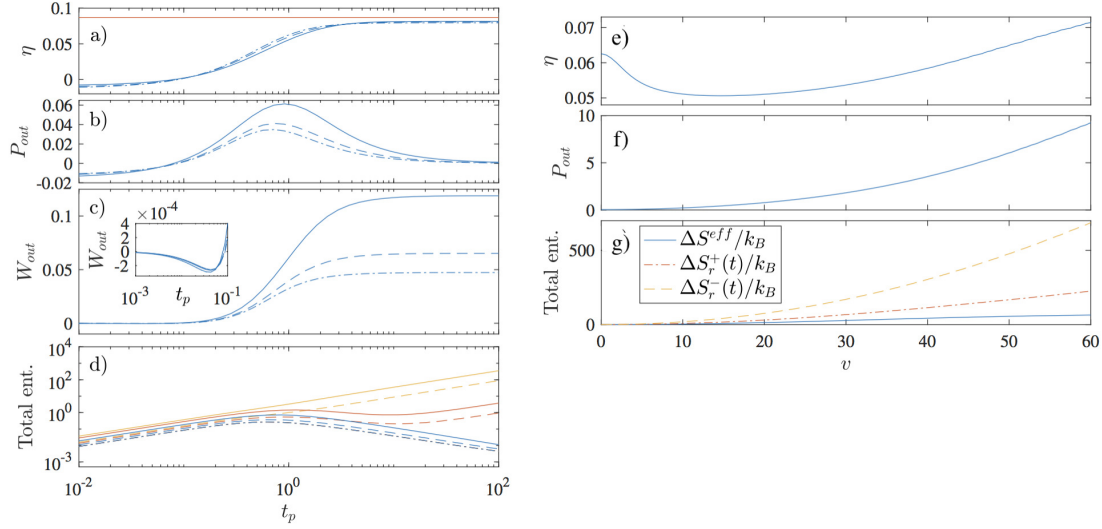 a)
0.1
0.05
0
η
b)
0.06
0.04
0.02
0
-0.02
P_out
c)
0.1
0.05
0
W_out
×10^-4
4
2
0
-2
W_out
10^-3
t_p
10^-1
d)
10^4
10^2
10^0
10^-3
Total ent.
10^-2
10^-1
10^0
10^1
10^2
t_p
e)
0.07
0.06
0.05
η
f)
10
5
0
P_out
g)
500
0
Total ent.
ΔS^eff/k_B
ΔS_r^+(t)/k_B
ΔS_r^-(t)/k_B
0
10
20
30
40
50
60
v